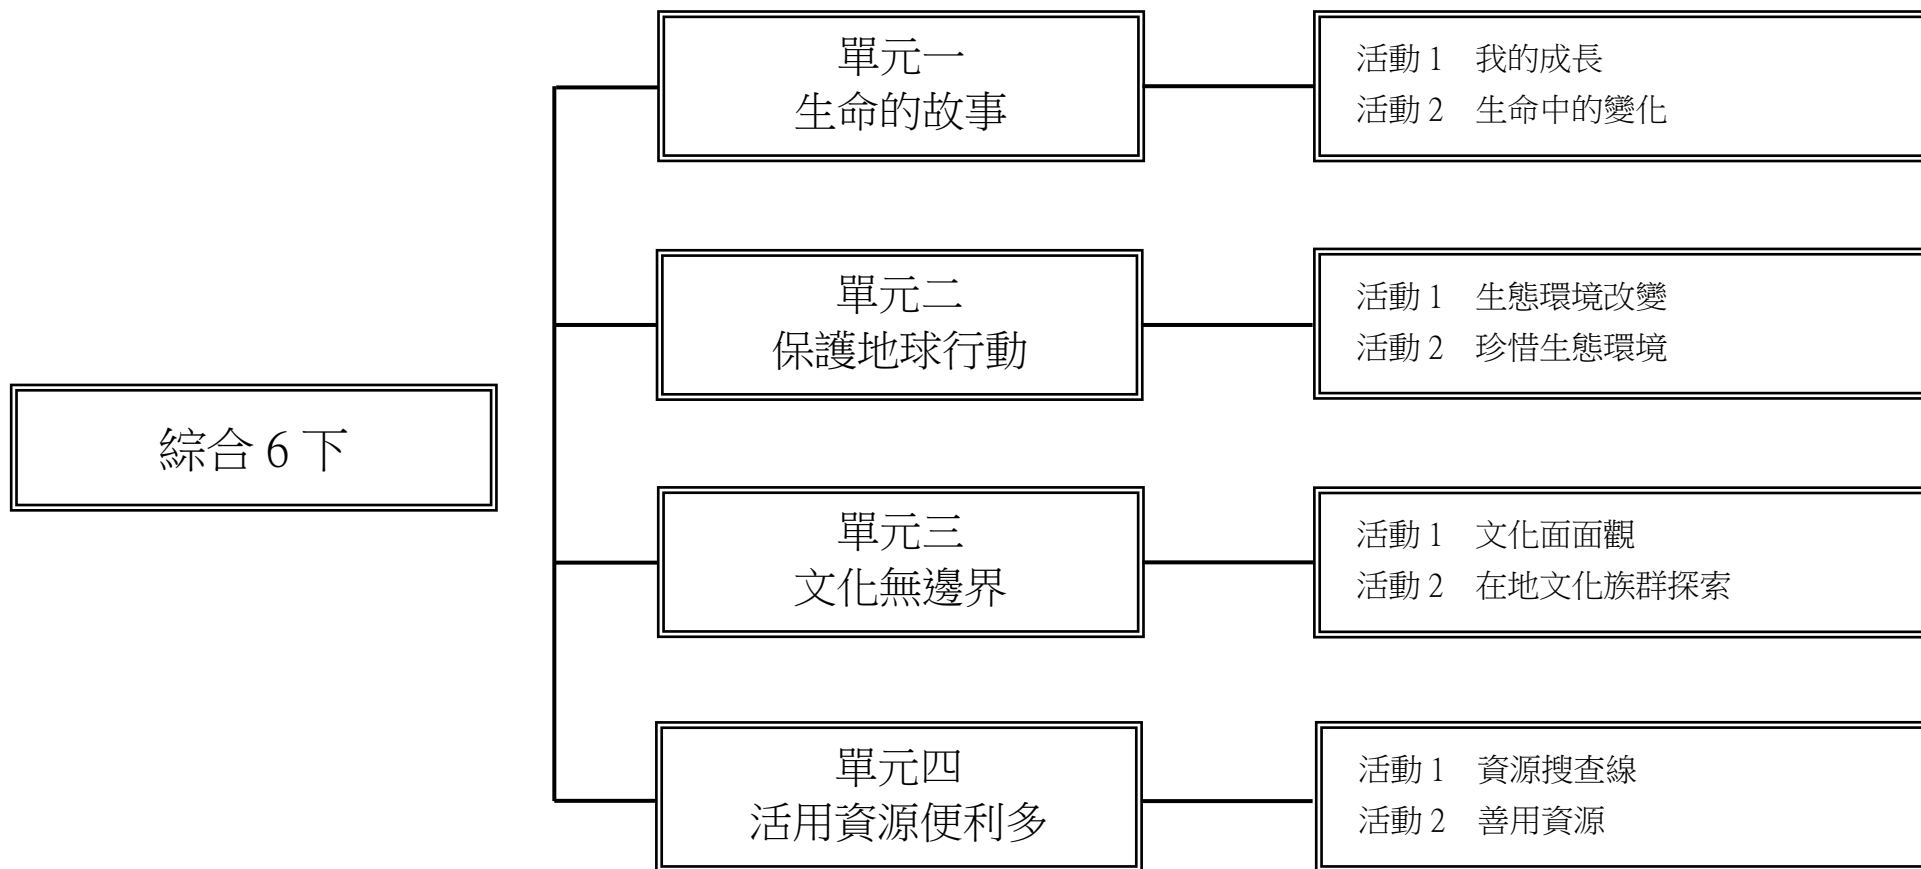 綜合 6 下
單元一
生命的故事
活動 1　我的成長
活動 2　生命中的變化
單元二
保護地球行動
活動 1　生態環境改變
活動 2　珍惜生態環境
單元三
文化無邊界
活動 1　文化面面觀
活動 2　在地文化族群探索
單元四
活用資源便利多
活動 1　資源搜查線
活動 2　善用資源